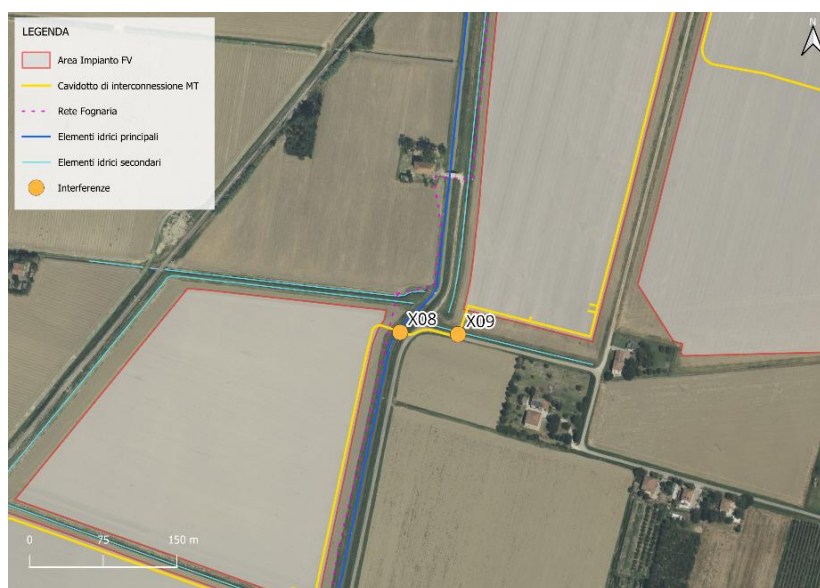 LEGENDA
Area Impianto FV
Cavidotto di interconnessione MT
Rete Fognaria
Elementi idrici principali
Elementi idrici secondari
Interferenze
N
X08
X09
0 75 150 m